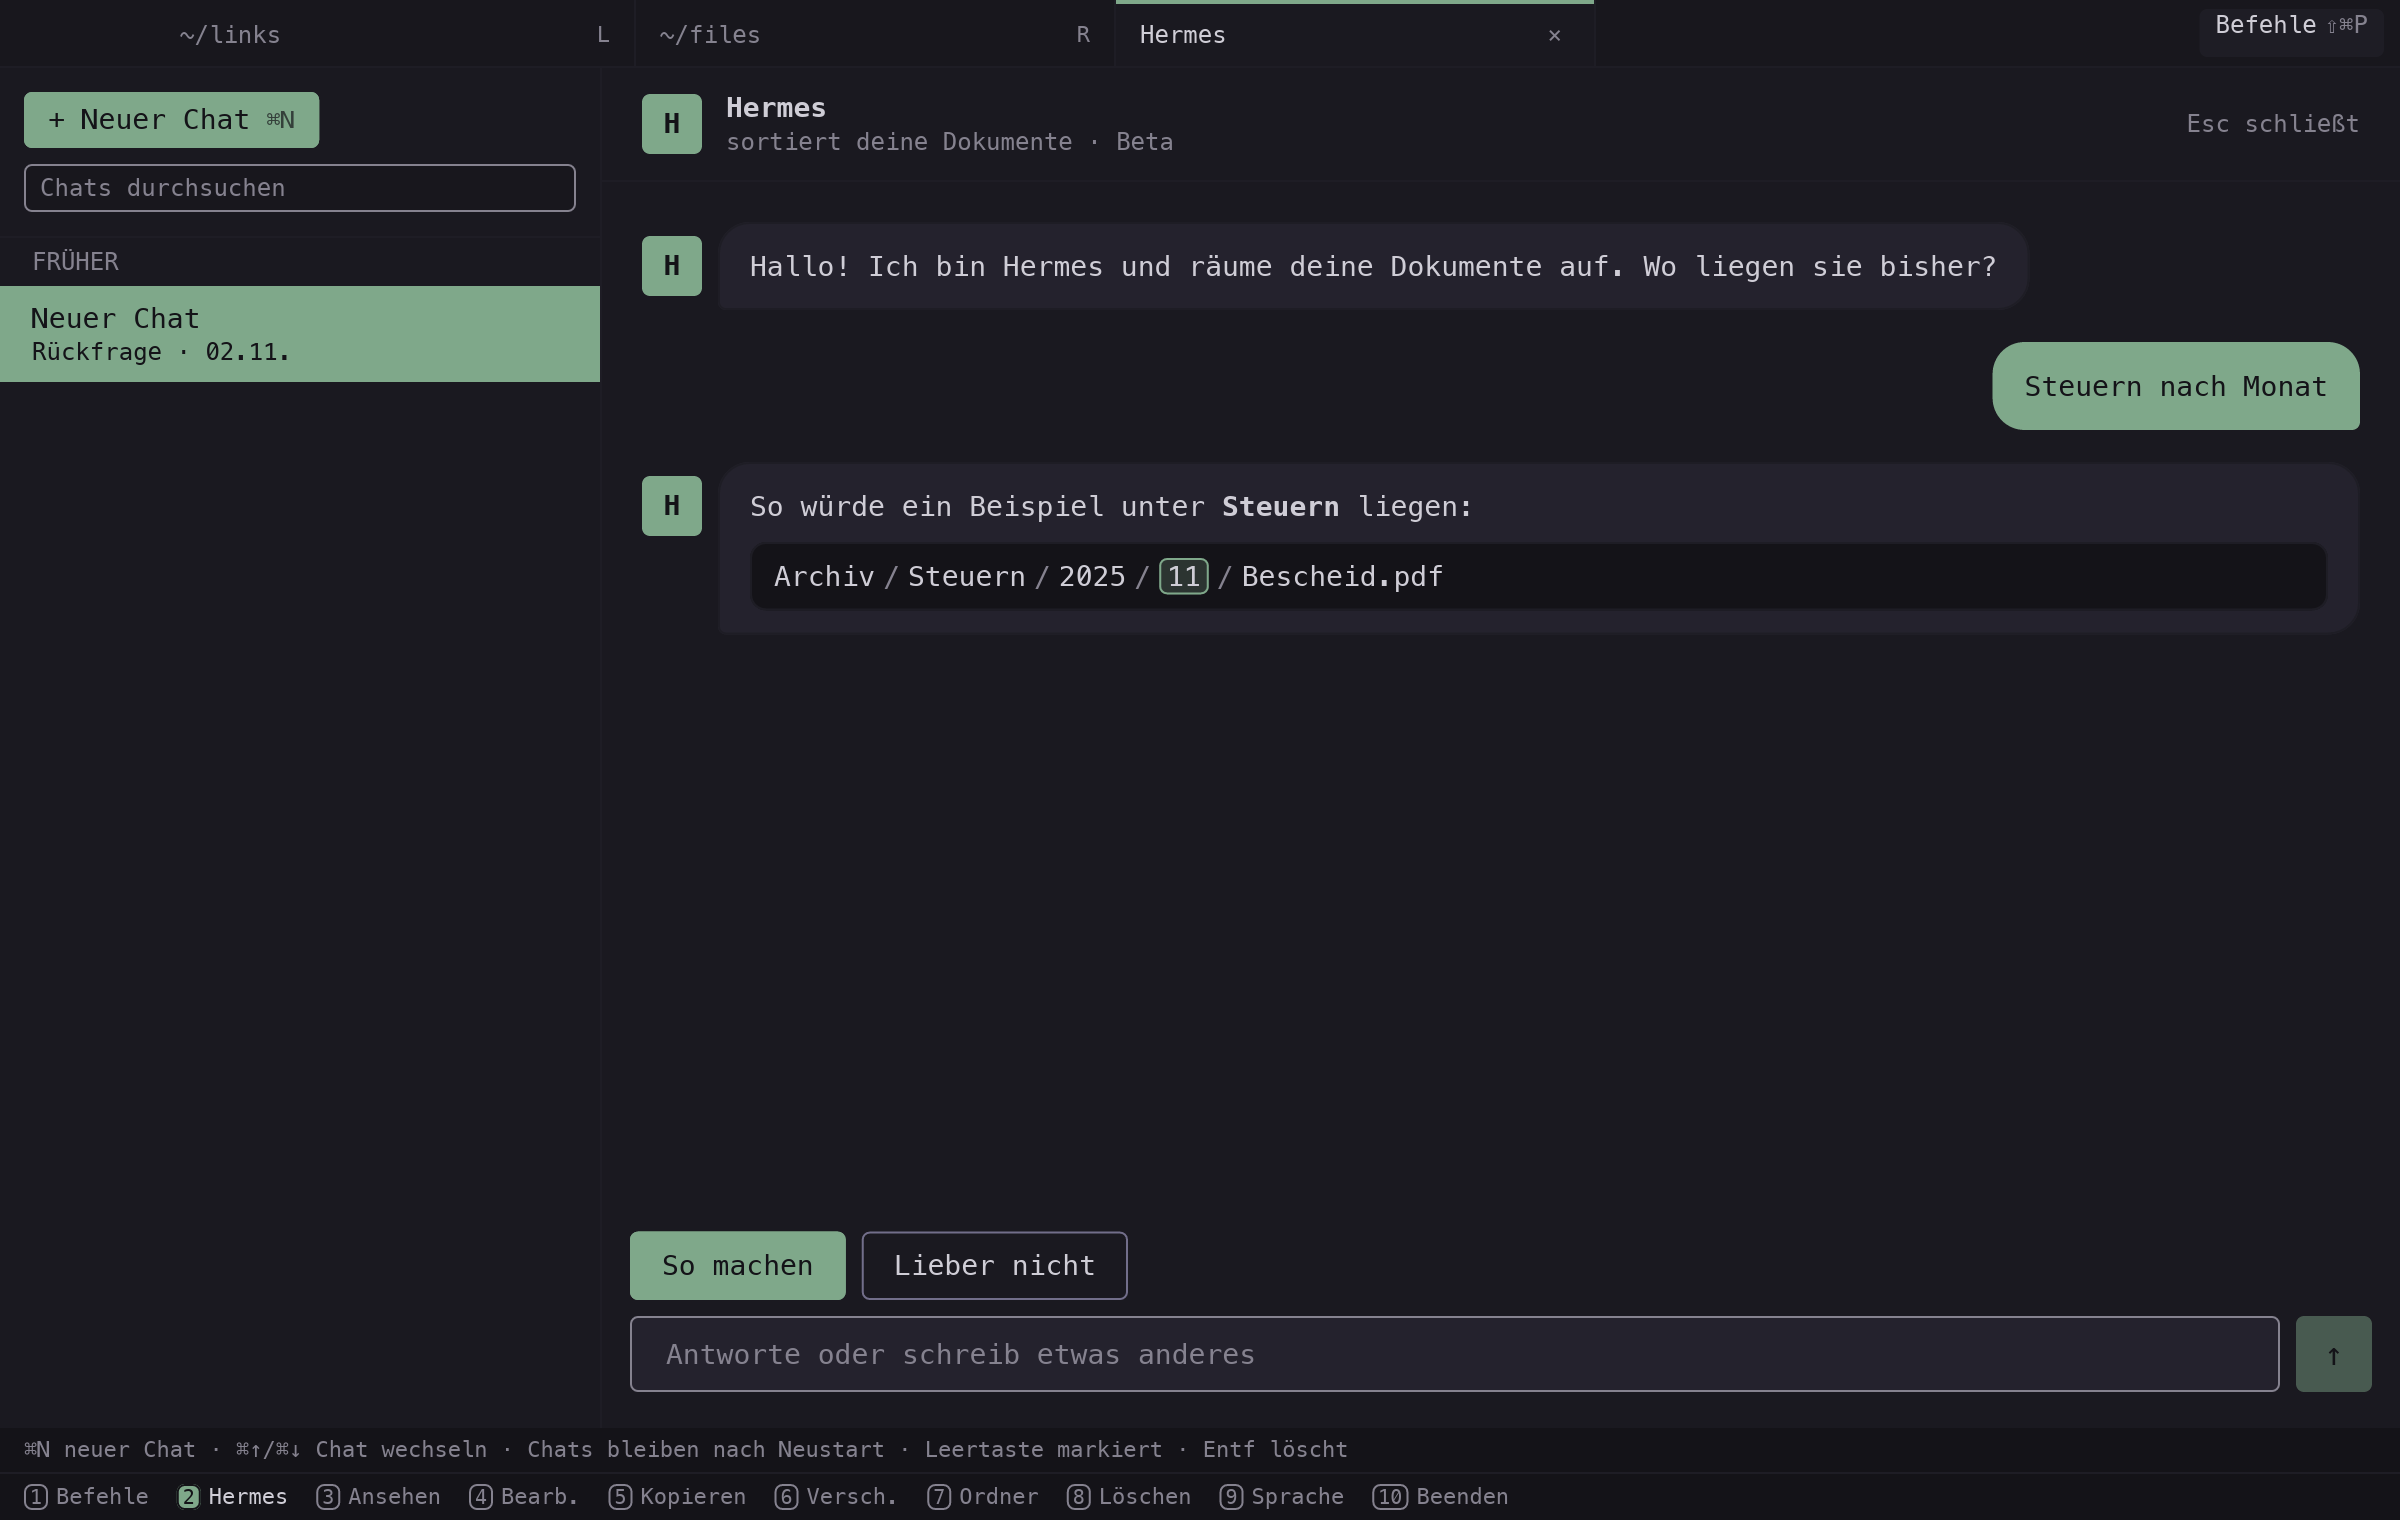 ~/links L ~/files R Hermes × Befehle ⇧⌘P
+ Neuer Chat ⌘N
Chats durchsuchen
FRÜHER
Neuer Chat
Rückfrage · 02.11.
H Hermes
sortiert deine Dokumente · Beta
Esc schließt
H Hallo! Ich bin Hermes und räume deine Dokumente auf. Wo liegen sie bisher?
Steuern nach Monat
H So würde ein Beispiel unter Steuern liegen:
Archiv / Steuern / 2025 / 11 / Bescheid.pdf
So machen Lieber nicht
Antworte oder schreib etwas anderes ↑
⌘N neuer Chat · ⌘↑/⌘↓ Chat wechseln · Chats bleiben nach Neustart · Leertaste markiert · Entf löscht
1 Befehle 2 Hermes 3 Ansehen 4 Bearb. 5 Kopieren 6 Versch. 7 Ordner 8 Löschen 9 Sprache 10 Beenden